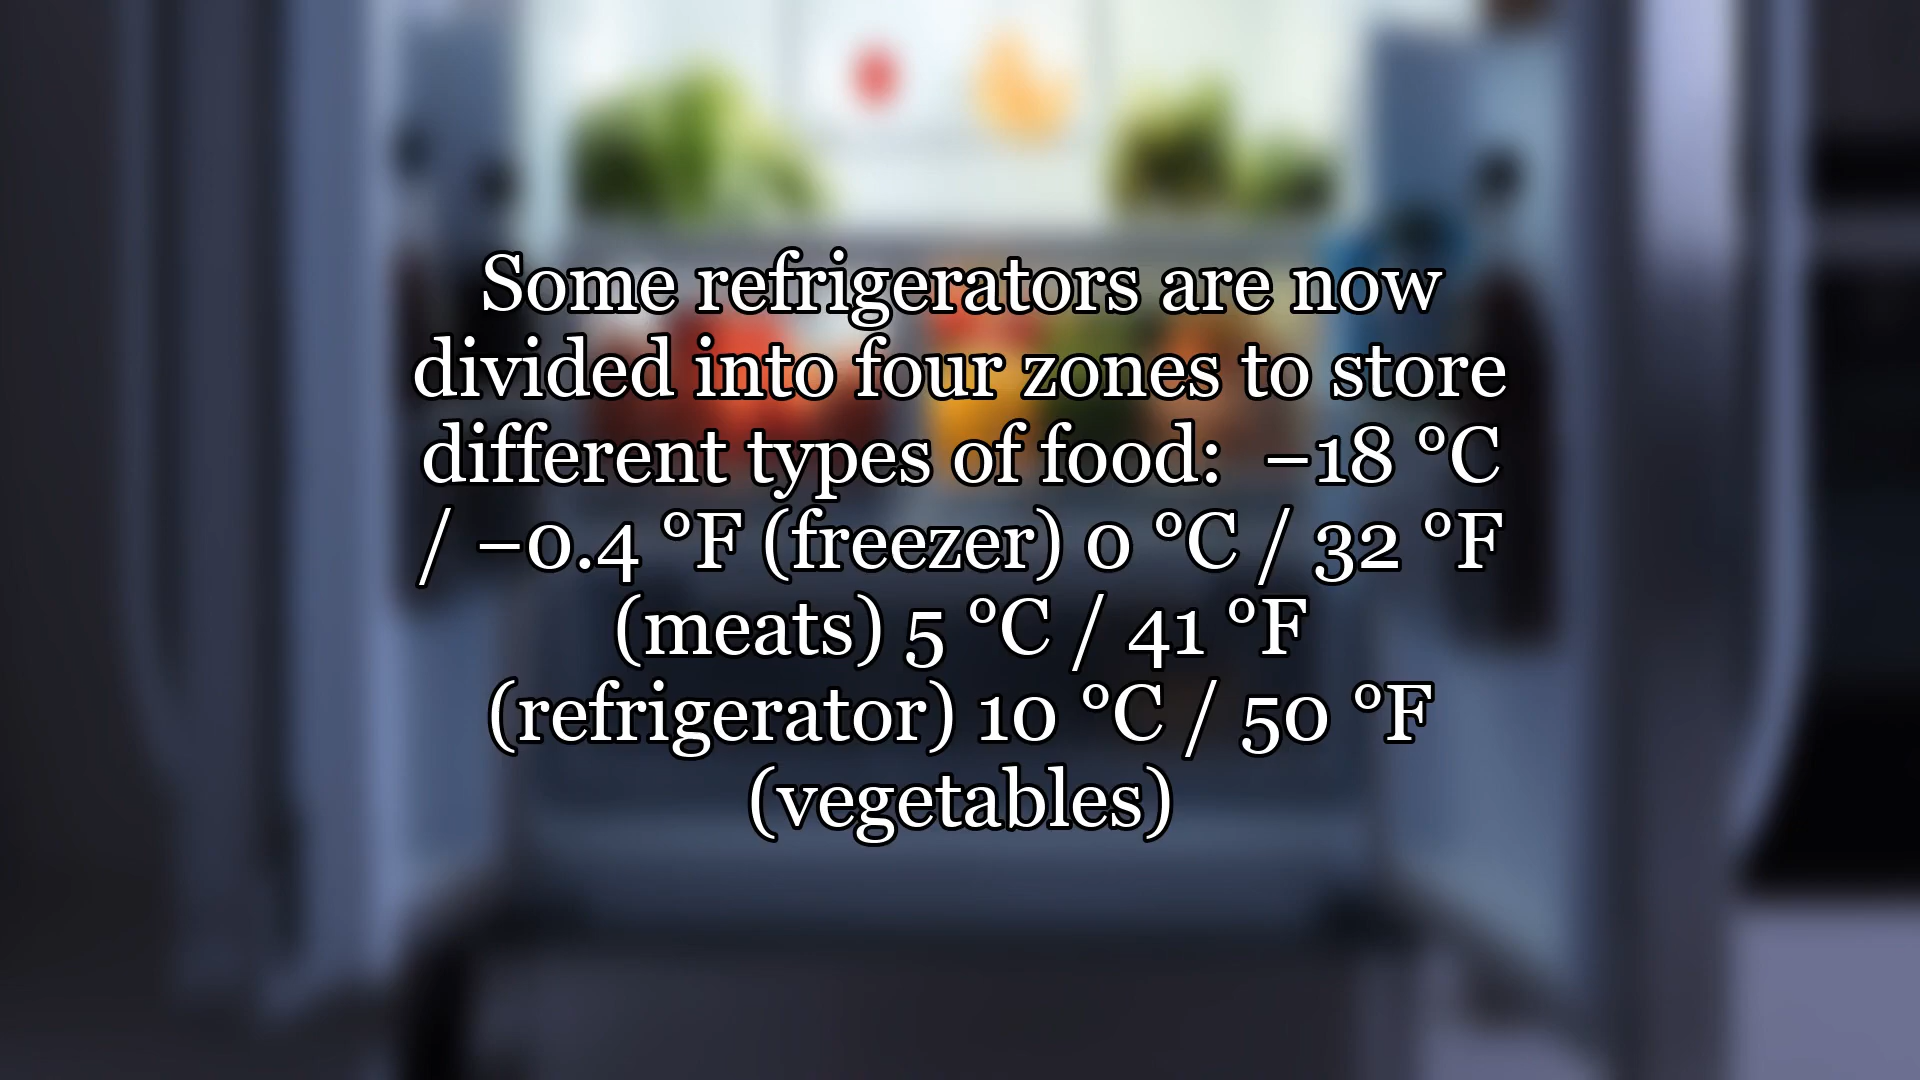 Some refrigerators are now
divided into four zones to store
different types of food:  –18 °C
/ −0.4 °F (freezer) 0 °C / 32 °F
(meats) 5 °C / 41 °F
(refrigerator) 10 °C / 50 °F
(vegetables)